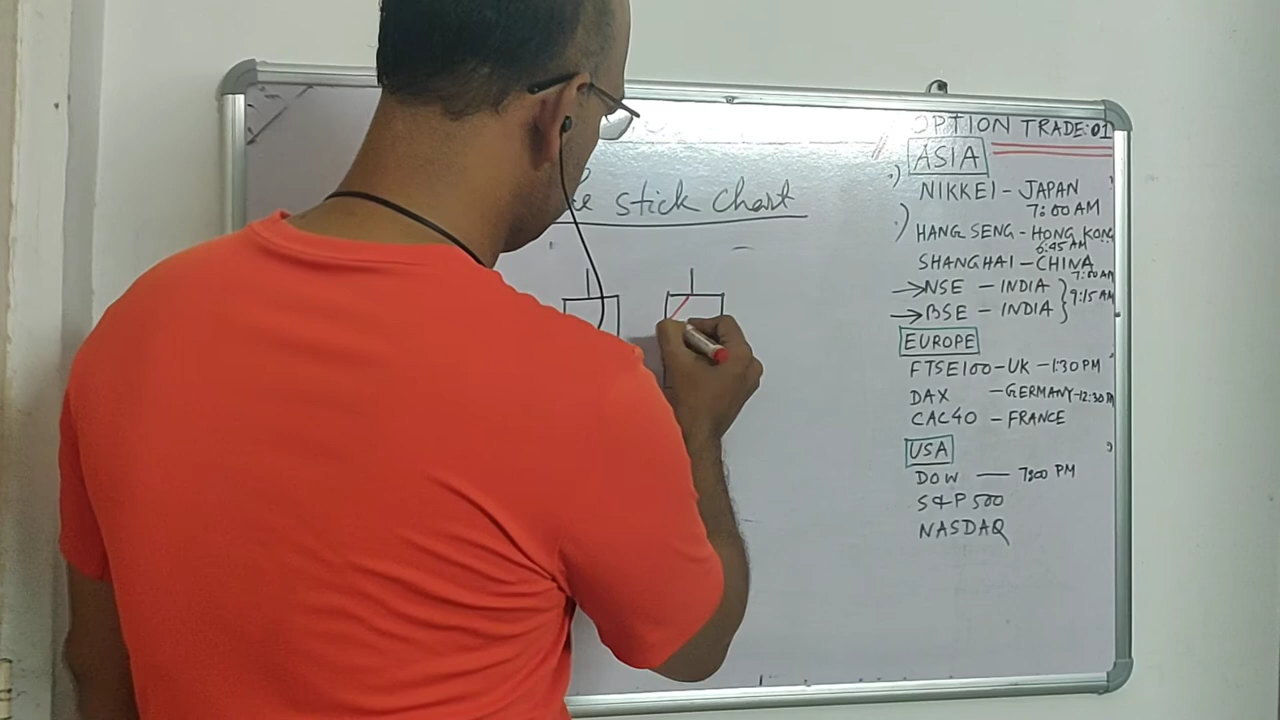 stick Chart
OPTION TRADE:01
ASIA
NIKKEI - JAPAN
7:00 AM
HANG SENG - HONG KONG
6:45 AM
SHANGHAI - CHINA
7:00 AM
→ NSE - INDIA
→ BSE - INDIA
9:15 AM
EUROPE
FTSE100 - UK - 1:30 PM
DAX - GERMANY - 12:30 PM
CAC40 - FRANCE
USA
DOW — 7:00 PM
S&P 500
NASDAQ